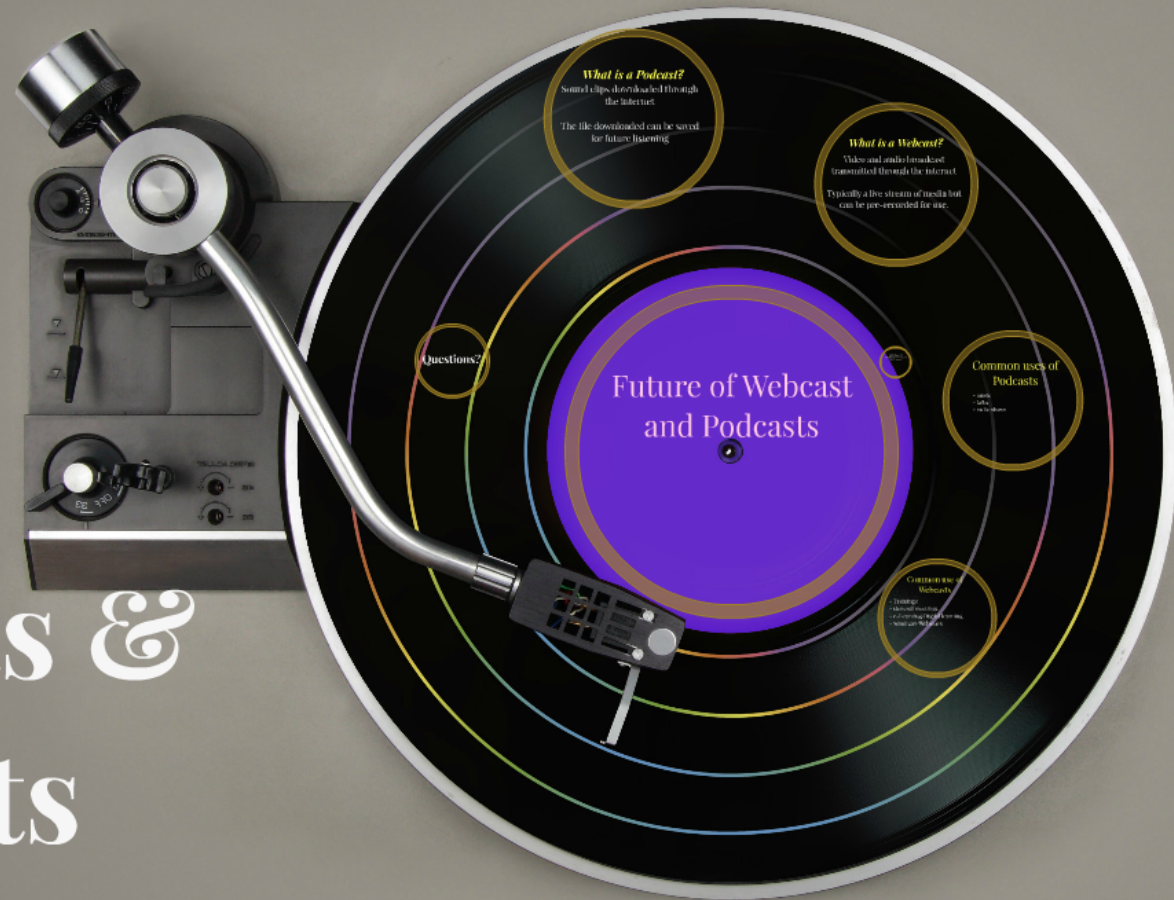 What is a Podcast?
Sound clips downloaded through
the Internet
The file downloaded can be saved
for future listening
What is a Webcast?
Video and audio broadcast
transmitted through the internet
Typically a live stream of media but
can be pre-recorded for use.
Questions?
Future of Webcast
and Podcasts
Common uses of
Podcasts
Common use of
Webcasts
- Trainings
s &
ts